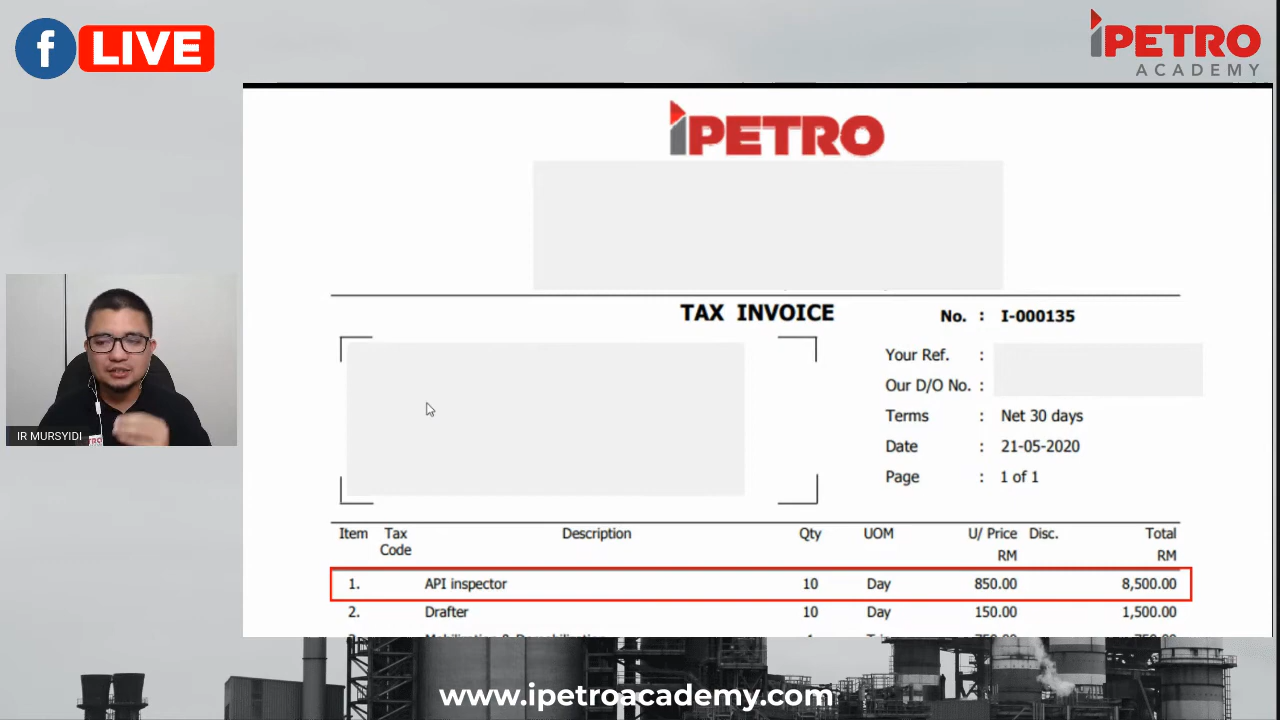 f LIVE
iPETRO
ACADEMY
iPETRO
TAX INVOICE
No. : I-000135
Your Ref. :
Our D/O No. :
Terms : Net 30 days
Date : 21-05-2020
Page : 1 of 1
IR MURSYIDI
Item Tax Code Description Qty UOM U/ Price RM Disc. Total RM
1. API inspector 10 Day 850.00 8,500.00
2. Drafter 10 Day 150.00 1,500.00
www.ipetroacademy.com